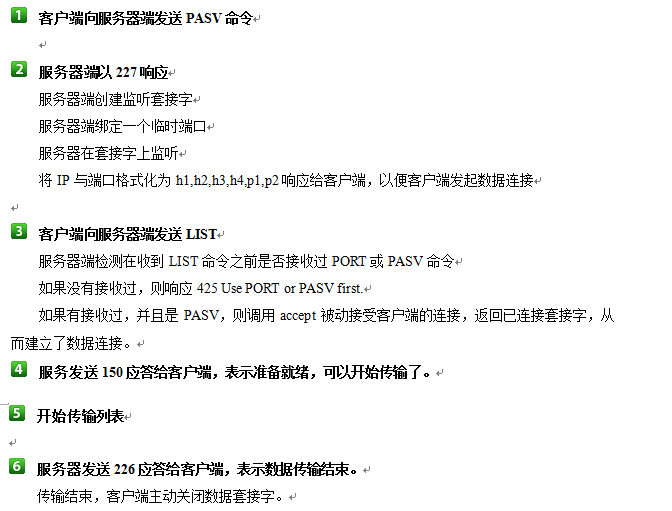 1 客户端向服务器端发送 PASV 命令
2 服务器端以 227 响应
服务器端创建监听套接字
服务器端绑定一个临时端口
服务器在套接字上监听
将 IP 与端口格式化为 h1,h2,h3,h4,p1,p2 响应给客户端，以便客户端发起数据连接
3 客户端向服务器端发送 LIST
服务器端检测在收到 LIST 命令之前是否接收过 PORT 或 PASV 命令
如果没有接收过，则响应 425 Use PORT or PASV first.
如果有接收过，并且是 PASV，则调用 accept 被动接受客户端的连接，返回已连接套接字，从
而建立了数据连接。
4 服务发送 150 应答给客户端，表示准备就绪，可以开始传输了。
5 开始传输列表
6 服务器发送 226 应答给客户端，表示数据传输结束。
传输结束，客户端主动关闭数据套接字。